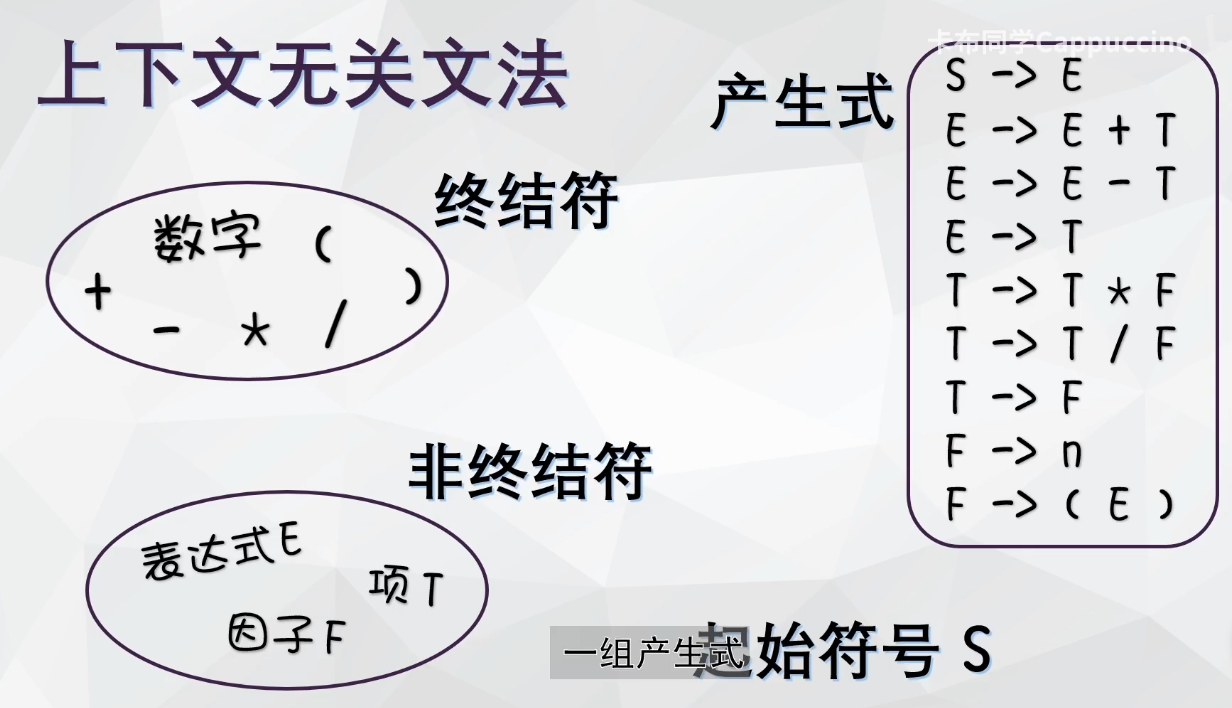 上下文无关文法
卡布同学Cappuccino
产生式
S -> E
E -> E + T
E -> E - T
E -> T
T -> T * F
T -> T / F
T -> F
F -> n
F -> ( E )
终结符
数字 ( )
+ - * /
非终结符
表达式E
项T
因子F
起始符号 S
一组产生式